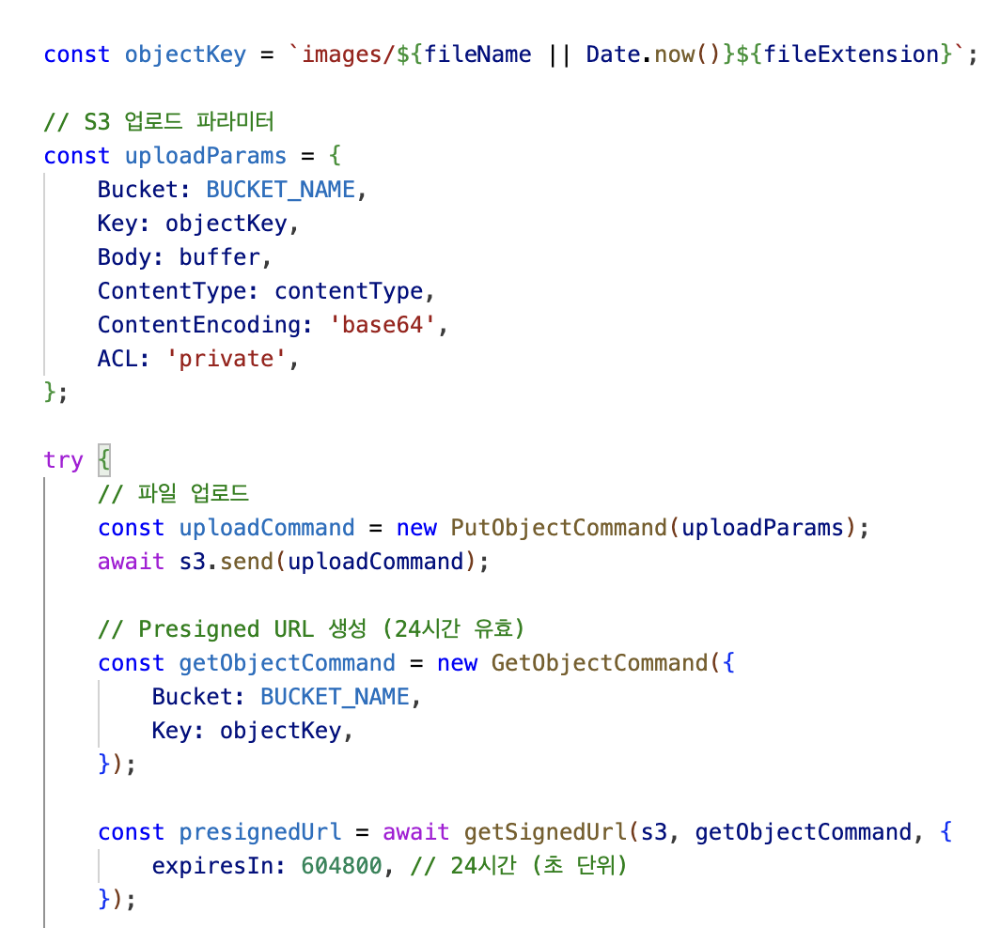 const objectKey = `images/${fileName || Date.now()}${fileExtension}`;
// S3 업로드 파라미터
const uploadParams = {
Bucket: BUCKET_NAME,
Key: objectKey,
Body: buffer,
ContentType: contentType,
ContentEncoding: 'base64',
ACL: 'private',
};
try {
// 파일 업로드
const uploadCommand = new PutObjectCommand(uploadParams);
await s3.send(uploadCommand);
// Presigned URL 생성 (24시간 유효)
const getObjectCommand = new GetObjectCommand({
Bucket: BUCKET_NAME,
Key: objectKey,
});
const presignedUrl = await getSignedUrl(s3, getObjectCommand, {
expiresIn: 604800, // 24시간 (초 단위)
});